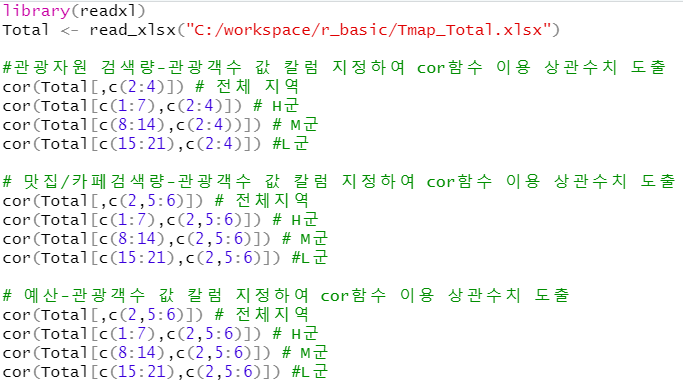 library(readxl)
Total <- read_xlsx("C:/workspace/r_basic/Tmap_Total.xlsx")
#관광자원 검색량-관광객수 값 칼럼 지정하여 cor함수 이용 상관수치 도출
cor(Total[,c(2:4)]) # 전체 지역
cor(Total[c(1:7),c(2:4)]) # H군
cor(Total[c(8:14),c(2:4))]) # M군
cor(Total[c(15:21),c(2:4)]) #L군
# 맛집/카페검색량-관광객수 값 칼럼 지정하여 cor함수 이용 상관수치 도출
cor(Total[,c(2,5:6)]) # 전체지역
cor(Total[c(1:7),c(2,5:6)]) # H군
cor(Total[c(8:14),c(2,5:6)]) # M군
cor(Total[c(15:21),c(2,5:6)]) #L군
# 예산-관광객수 값 칼럼 지정하여 cor함수 이용 상관수치 도출
cor(Total[,c(2,5:6)]) # 전체지역
cor(Total[c(1:7),c(2,5:6)]) # H군
cor(Total[c(8:14),c(2,5:6)]) # M군
cor(Total[c(15:21),c(2,5:6)]) #L군